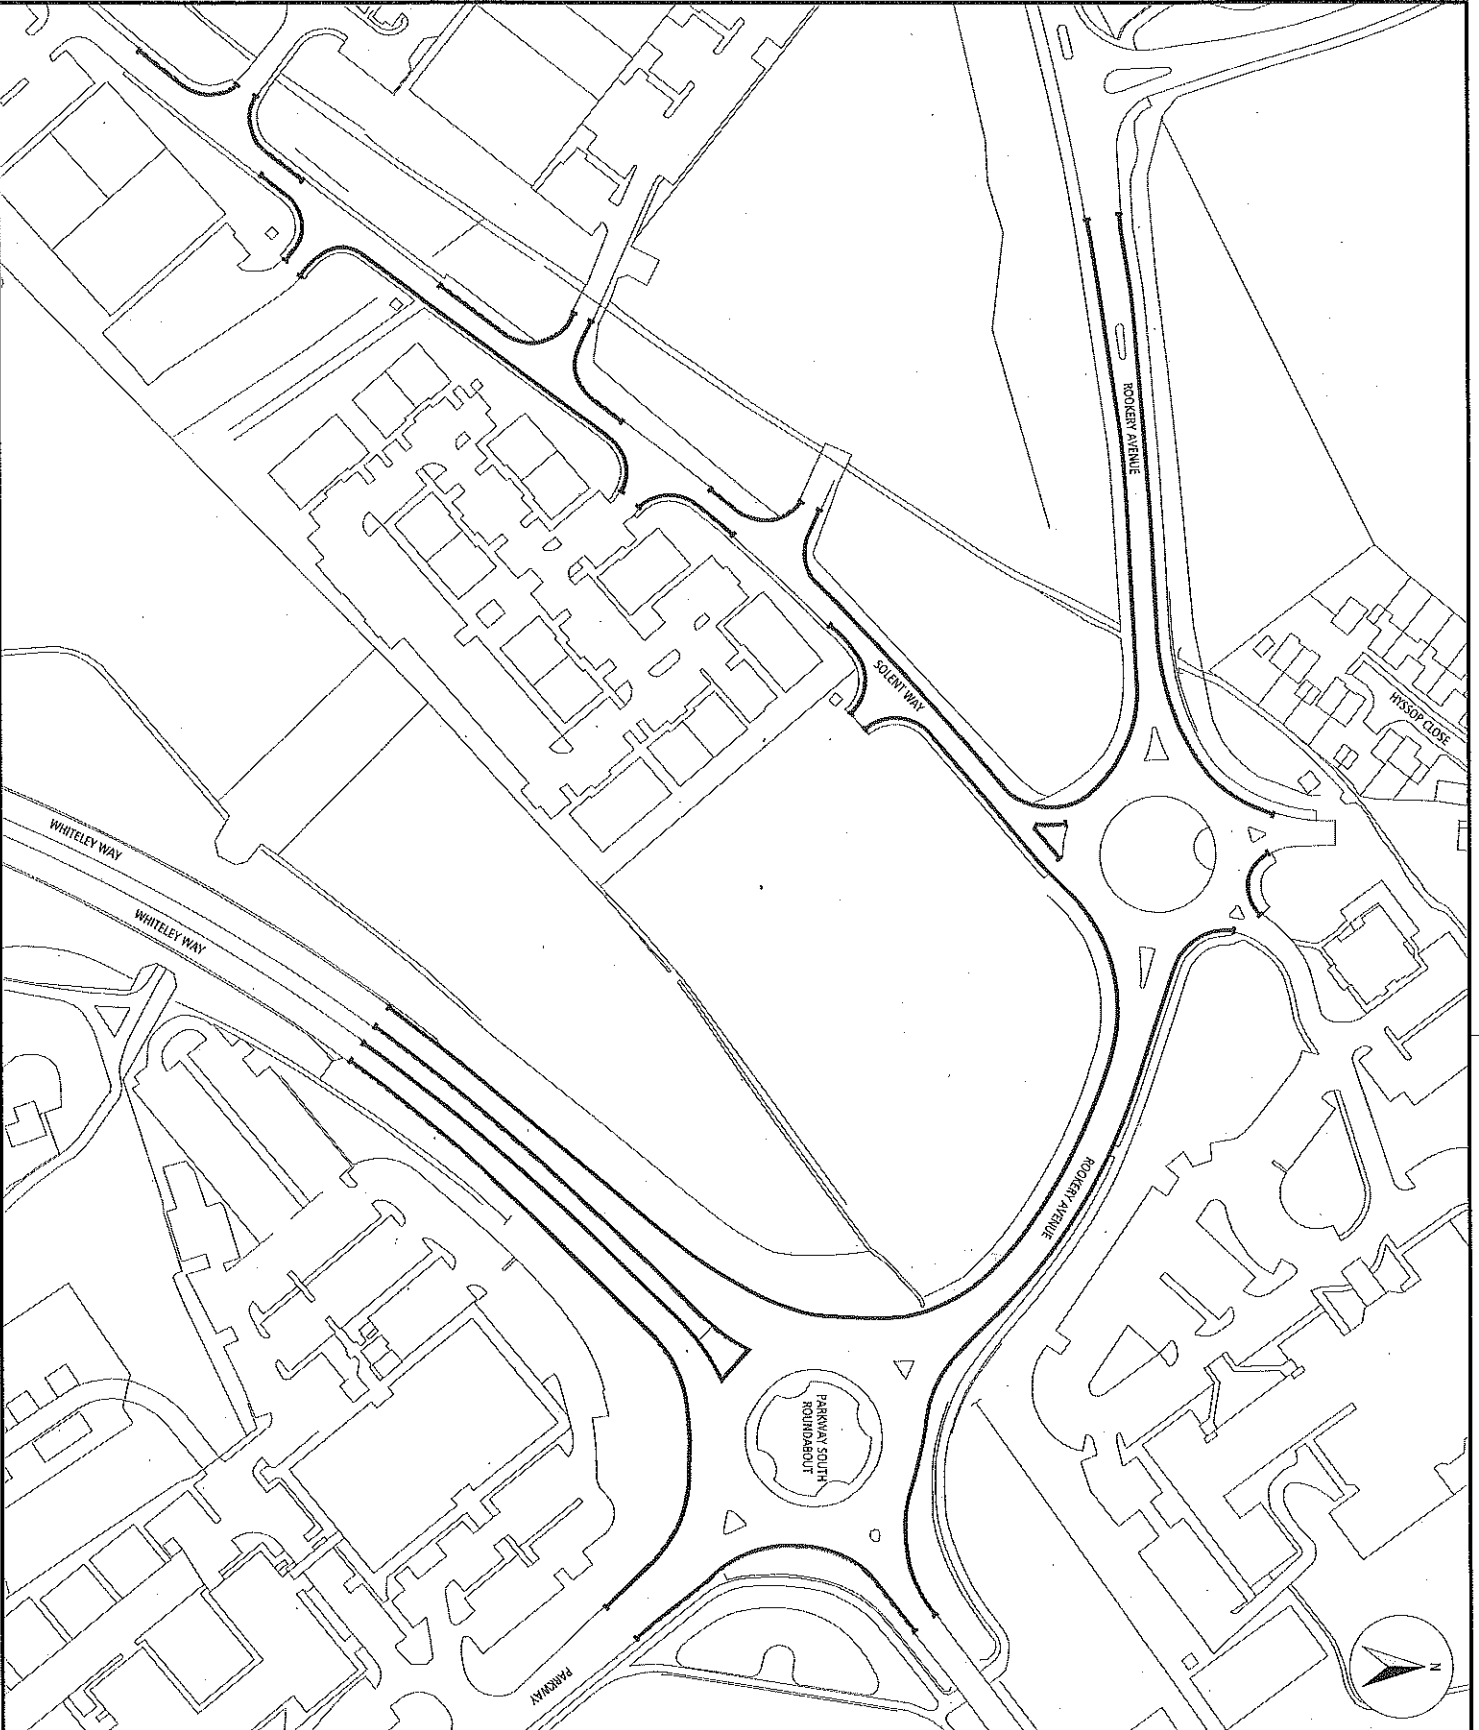 ROOKERY AVENUE
HYSSOP CLOSE
SOLENT WAY
WHITELEY WAY
WHITELEY WAY
ROOKERY AVENUE
PARKWAY SOUTH
ROUNDABOUT
PARKWAY
N